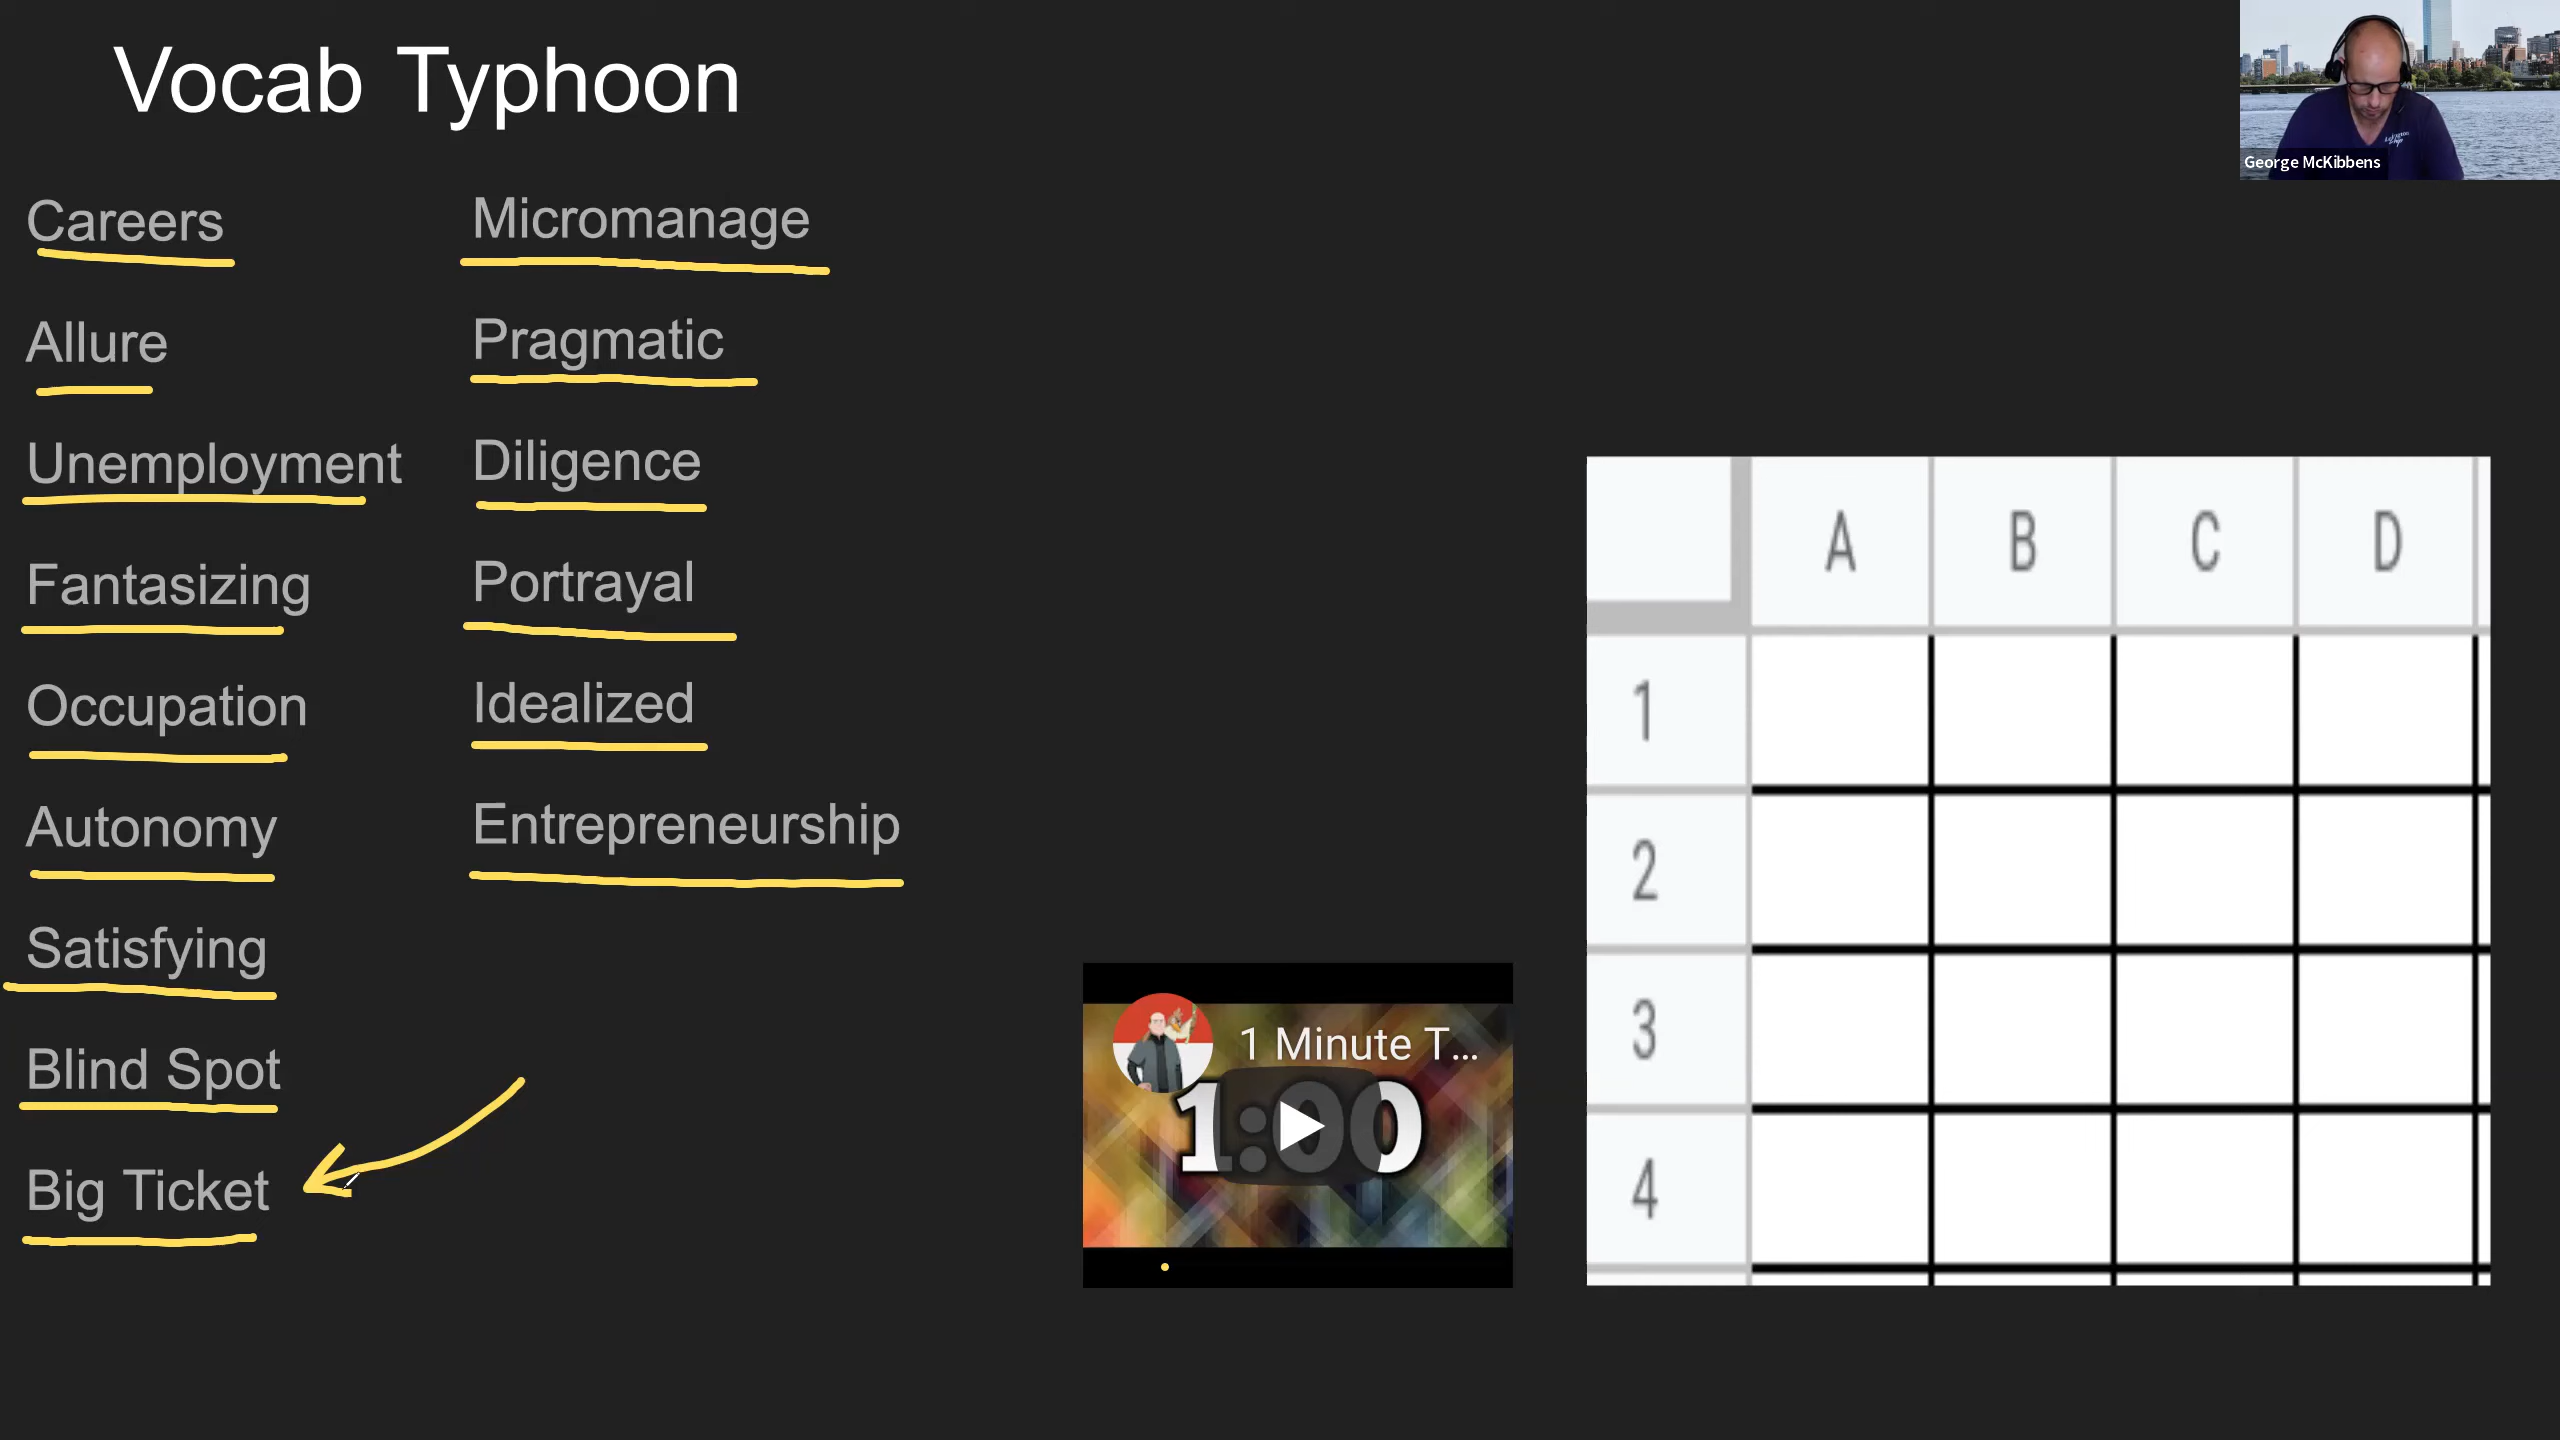 Vocab Typhoon
George McKibbens
Careers
Allure
Unemployment
Fantasizing
Occupation
Autonomy
Satisfying
Blind Spot
Big Ticket
Micromanage
Pragmatic
Diligence
Portrayal
Idealized
Entrepreneurship
1 Minute T...
1:00
A B C D
1
2
3
4